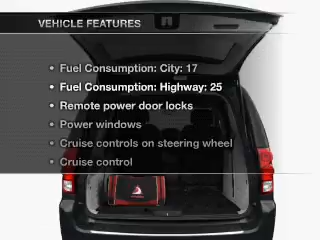 VEHICLE FEATURES
• Fuel Consumption: City: 17
• Fuel Consumption: Highway: 25
• Remote power door locks
• Power windows
• Cruise controls on steering wheel
• Cruise control